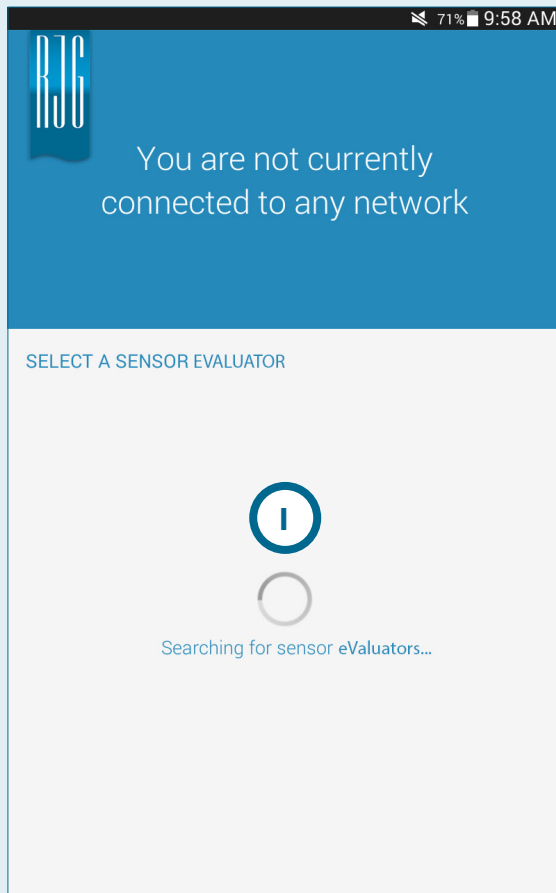 71% 9:58 AM
RJG
You are not currently
connected to any network
SELECT A SENSOR EVALUATOR
I
Searching for sensor eValuators...